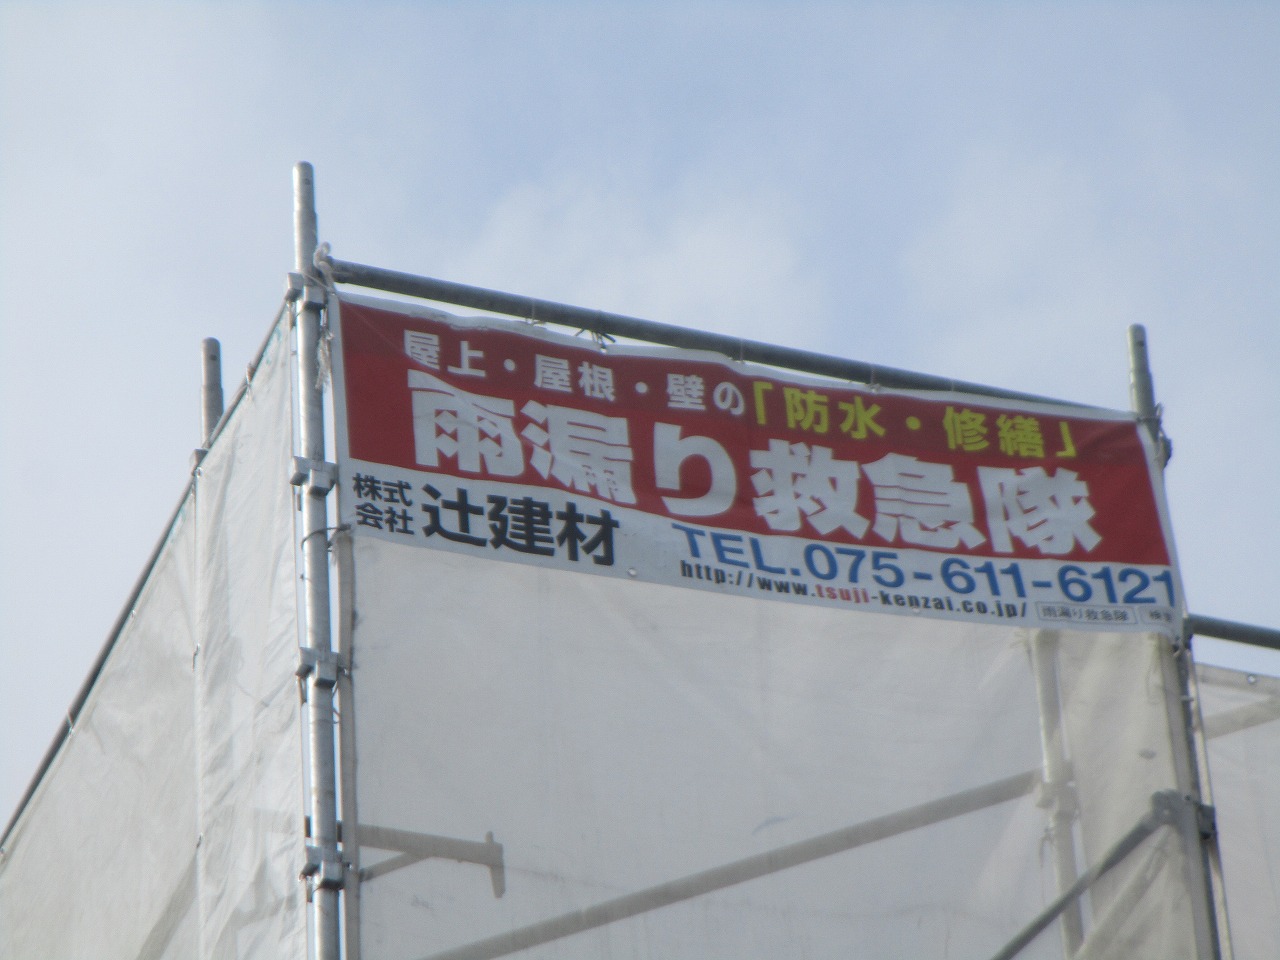 屋上・屋根・壁の「防水・修繕」
雨漏り救急隊
株式会社 辻建材
TEL.075-611-6121
http://www.tsuji-kenzai.co.jp/ 雨漏り救急隊